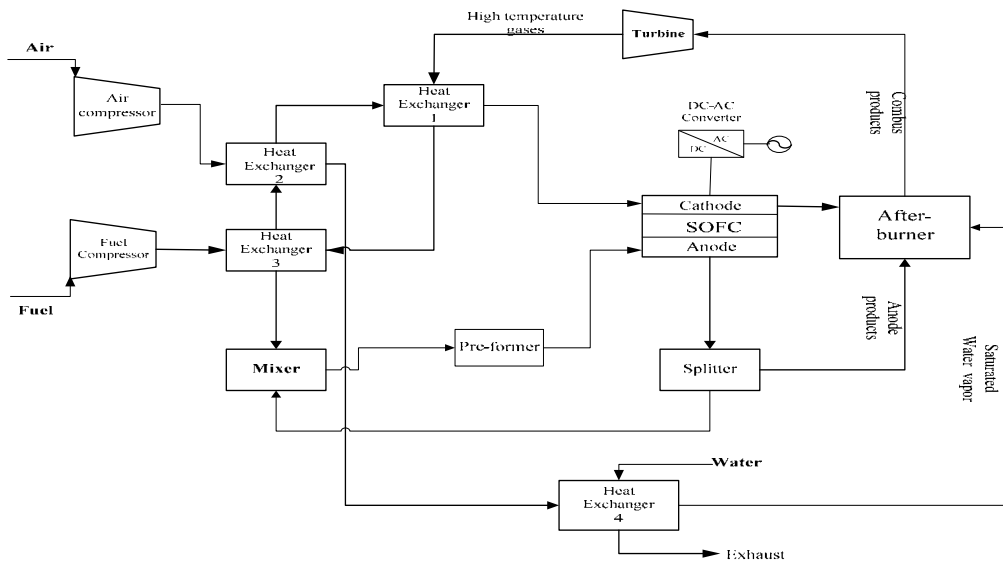 High temperature
gases
Turbine
Air
Air
compressor
Heat
Exchanger
1
DC-AC
Converter
AC
DC
Combus
products
Heat
Exchanger
2
Cathode
SOFC
Anode
After-
burner
Fuel
Compressor
Heat
Exchanger
3
Fuel
Anode
products
Mixer
Pre-former
Splitter
Saturated
Water vapor
Water
Heat
Exchanger
4
Exhaust